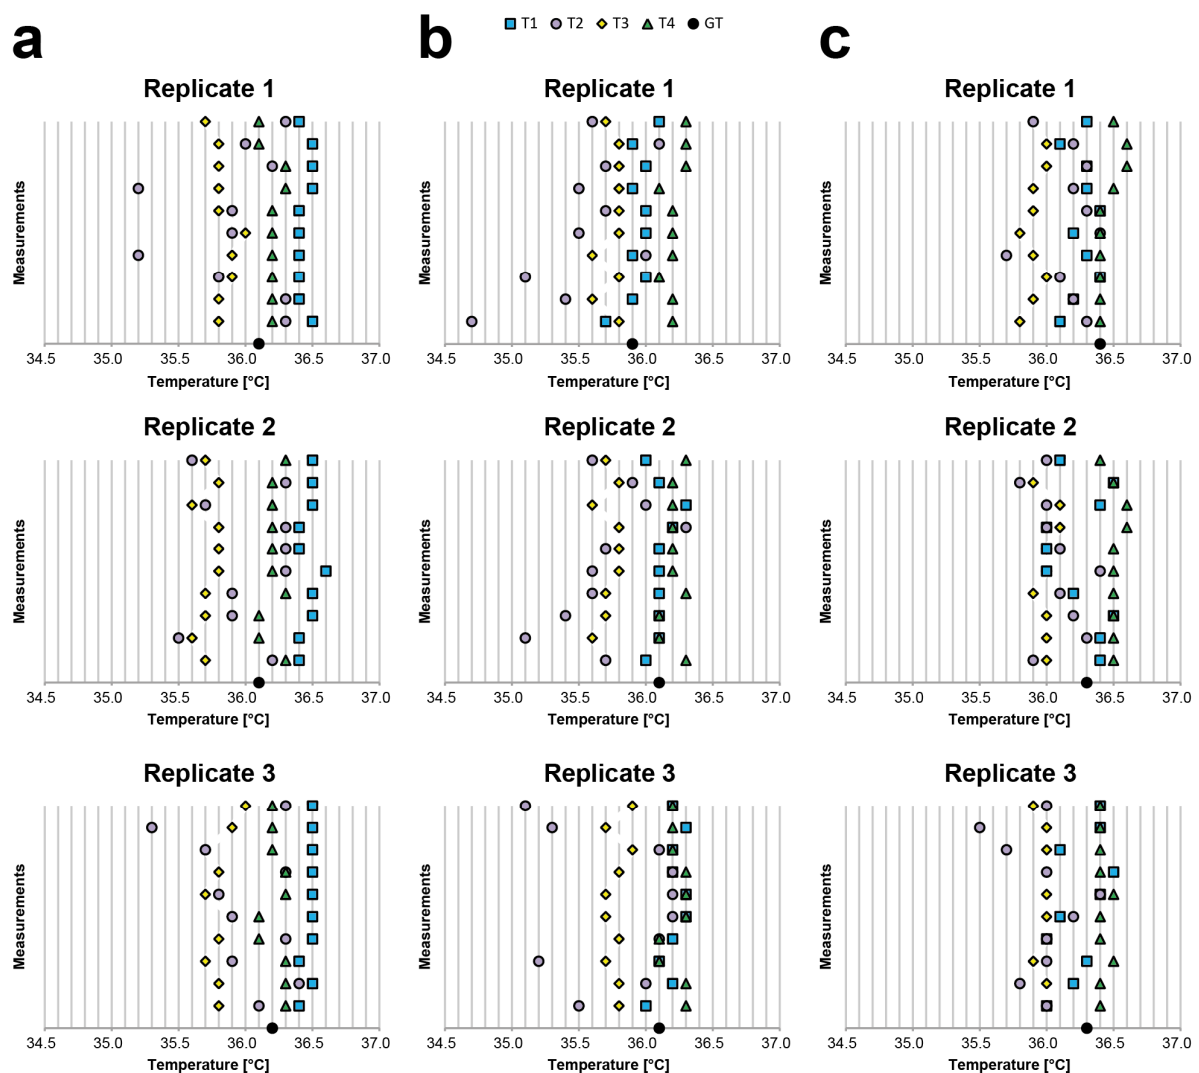 a b c
T1 T2 T3 T4 GT
Replicate 1 Replicate 1 Replicate 1
Measurements Measurements Measurements
34.5 35.0 35.5 36.0 36.5 37.0 34.5 35.0 35.5 36.0 36.5 37.0 34.5 35.0 35.5 36.0 36.5 37.0
Temperature [°C] Temperature [°C] Temperature [°C]
Replicate 2 Replicate 2 Replicate 2
Measurements Measurements Measurements
34.5 35.0 35.5 36.0 36.5 37.0 34.5 35.0 35.5 36.0 36.5 37.0 34.5 35.0 35.5 36.0 36.5 37.0
Temperature [°C] Temperature [°C] Temperature [°C]
Replicate 3 Replicate 3 Replicate 3
Measurements Measurements Measurements
34.5 35.0 35.5 36.0 36.5 37.0 34.5 35.0 35.5 36.0 36.5 37.0 34.5 35.0 35.5 36.0 36.5 37.0
Temperature [°C] Temperature [°C] Temperature [°C]